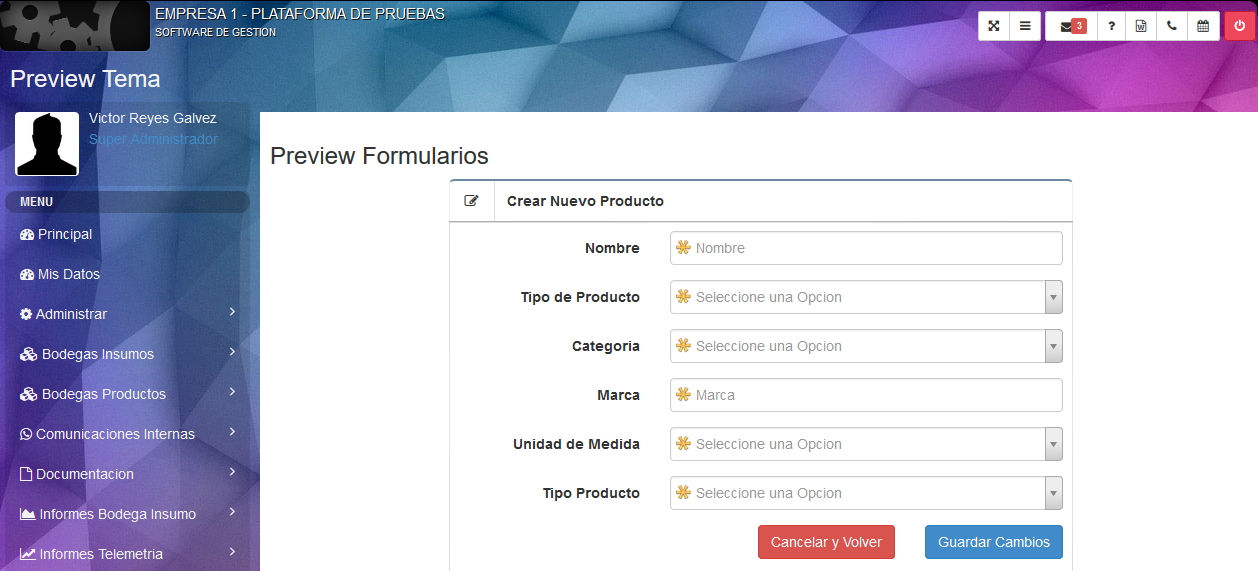 EMPRESA 1 - PLATAFORMA DE PRUEBAS
SOFTWARE DE GESTION
3
?
Preview Tema
Victor Reyes Galvez
Super Administrador
MENU
Principal
Mis Datos
Administrar
Bodegas Insumos
Bodegas Productos
Comunicaciones Internas
Documentacion
Informes Bodega Insumo
Informes Telemetria
Preview Formularios
Crear Nuevo Producto
Nombre Nombre
Tipo de Producto Seleccione una Opcion
Categoria Seleccione una Opcion
Marca Marca
Unidad de Medida Seleccione una Opcion
Tipo Producto Seleccione una Opcion
Cancelar y Volver Guardar Cambios